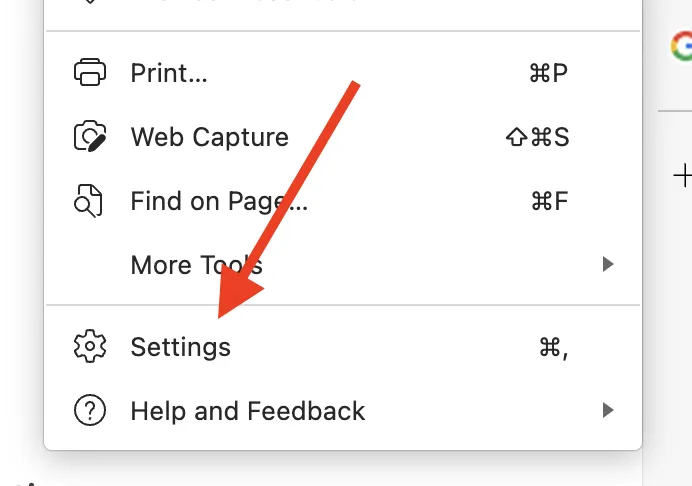 Print... ⌘P
Web Capture ⇧⌘S
Find on Page... ⌘F
More Tools
Settings ⌘,
Help and Feedback